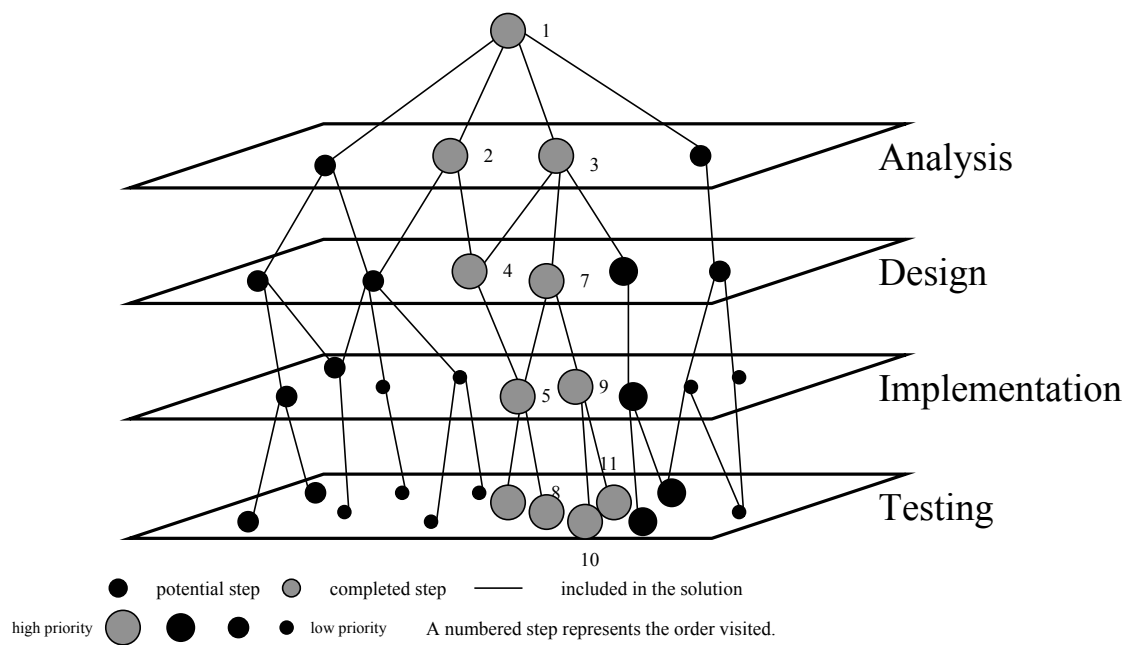 1
2
3
Analysis
4
7
Design
5
9
Implementation
11
8
Testing
10
potential step
completed step
included in the solution
high priority
low priority
A numbered step represents the order visited.